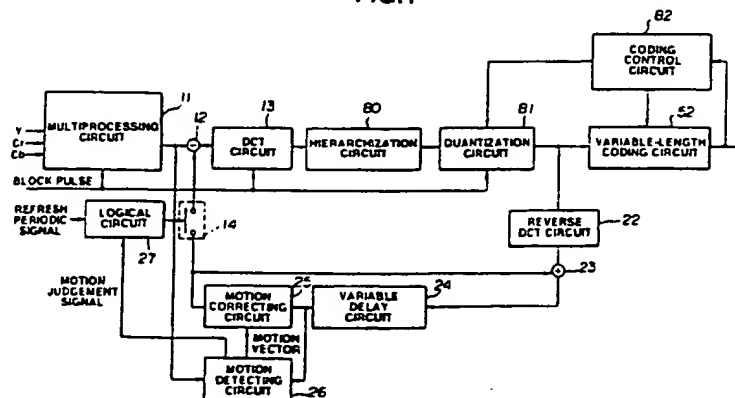 82
CODING
CONTROL
CIRCUIT
11
Y
Cr
Cb
MULTIPROCESSING
CIRCUIT
12
13
DCT
CIRCUIT
80
HIERARCHIZATION
CIRCUIT
81
QUANTIZATION
CIRCUIT
52
VARIABLE-LENGTH
CODING CIRCUIT
BLOCK PULSE
REFRESH
PERIODIC
SIGNAL
LOGICAL
CIRCUIT
27
14
REVERSE
DCT CIRCUIT
22
23
MOTION
JUDGEMENT
SIGNAL
MOTION
CORRECTING
CIRCUIT
25
VARIABLE
DELAY
CIRCUIT
24
MOTION
VECTOR
MOTION
DETECTING
CIRCUIT
26